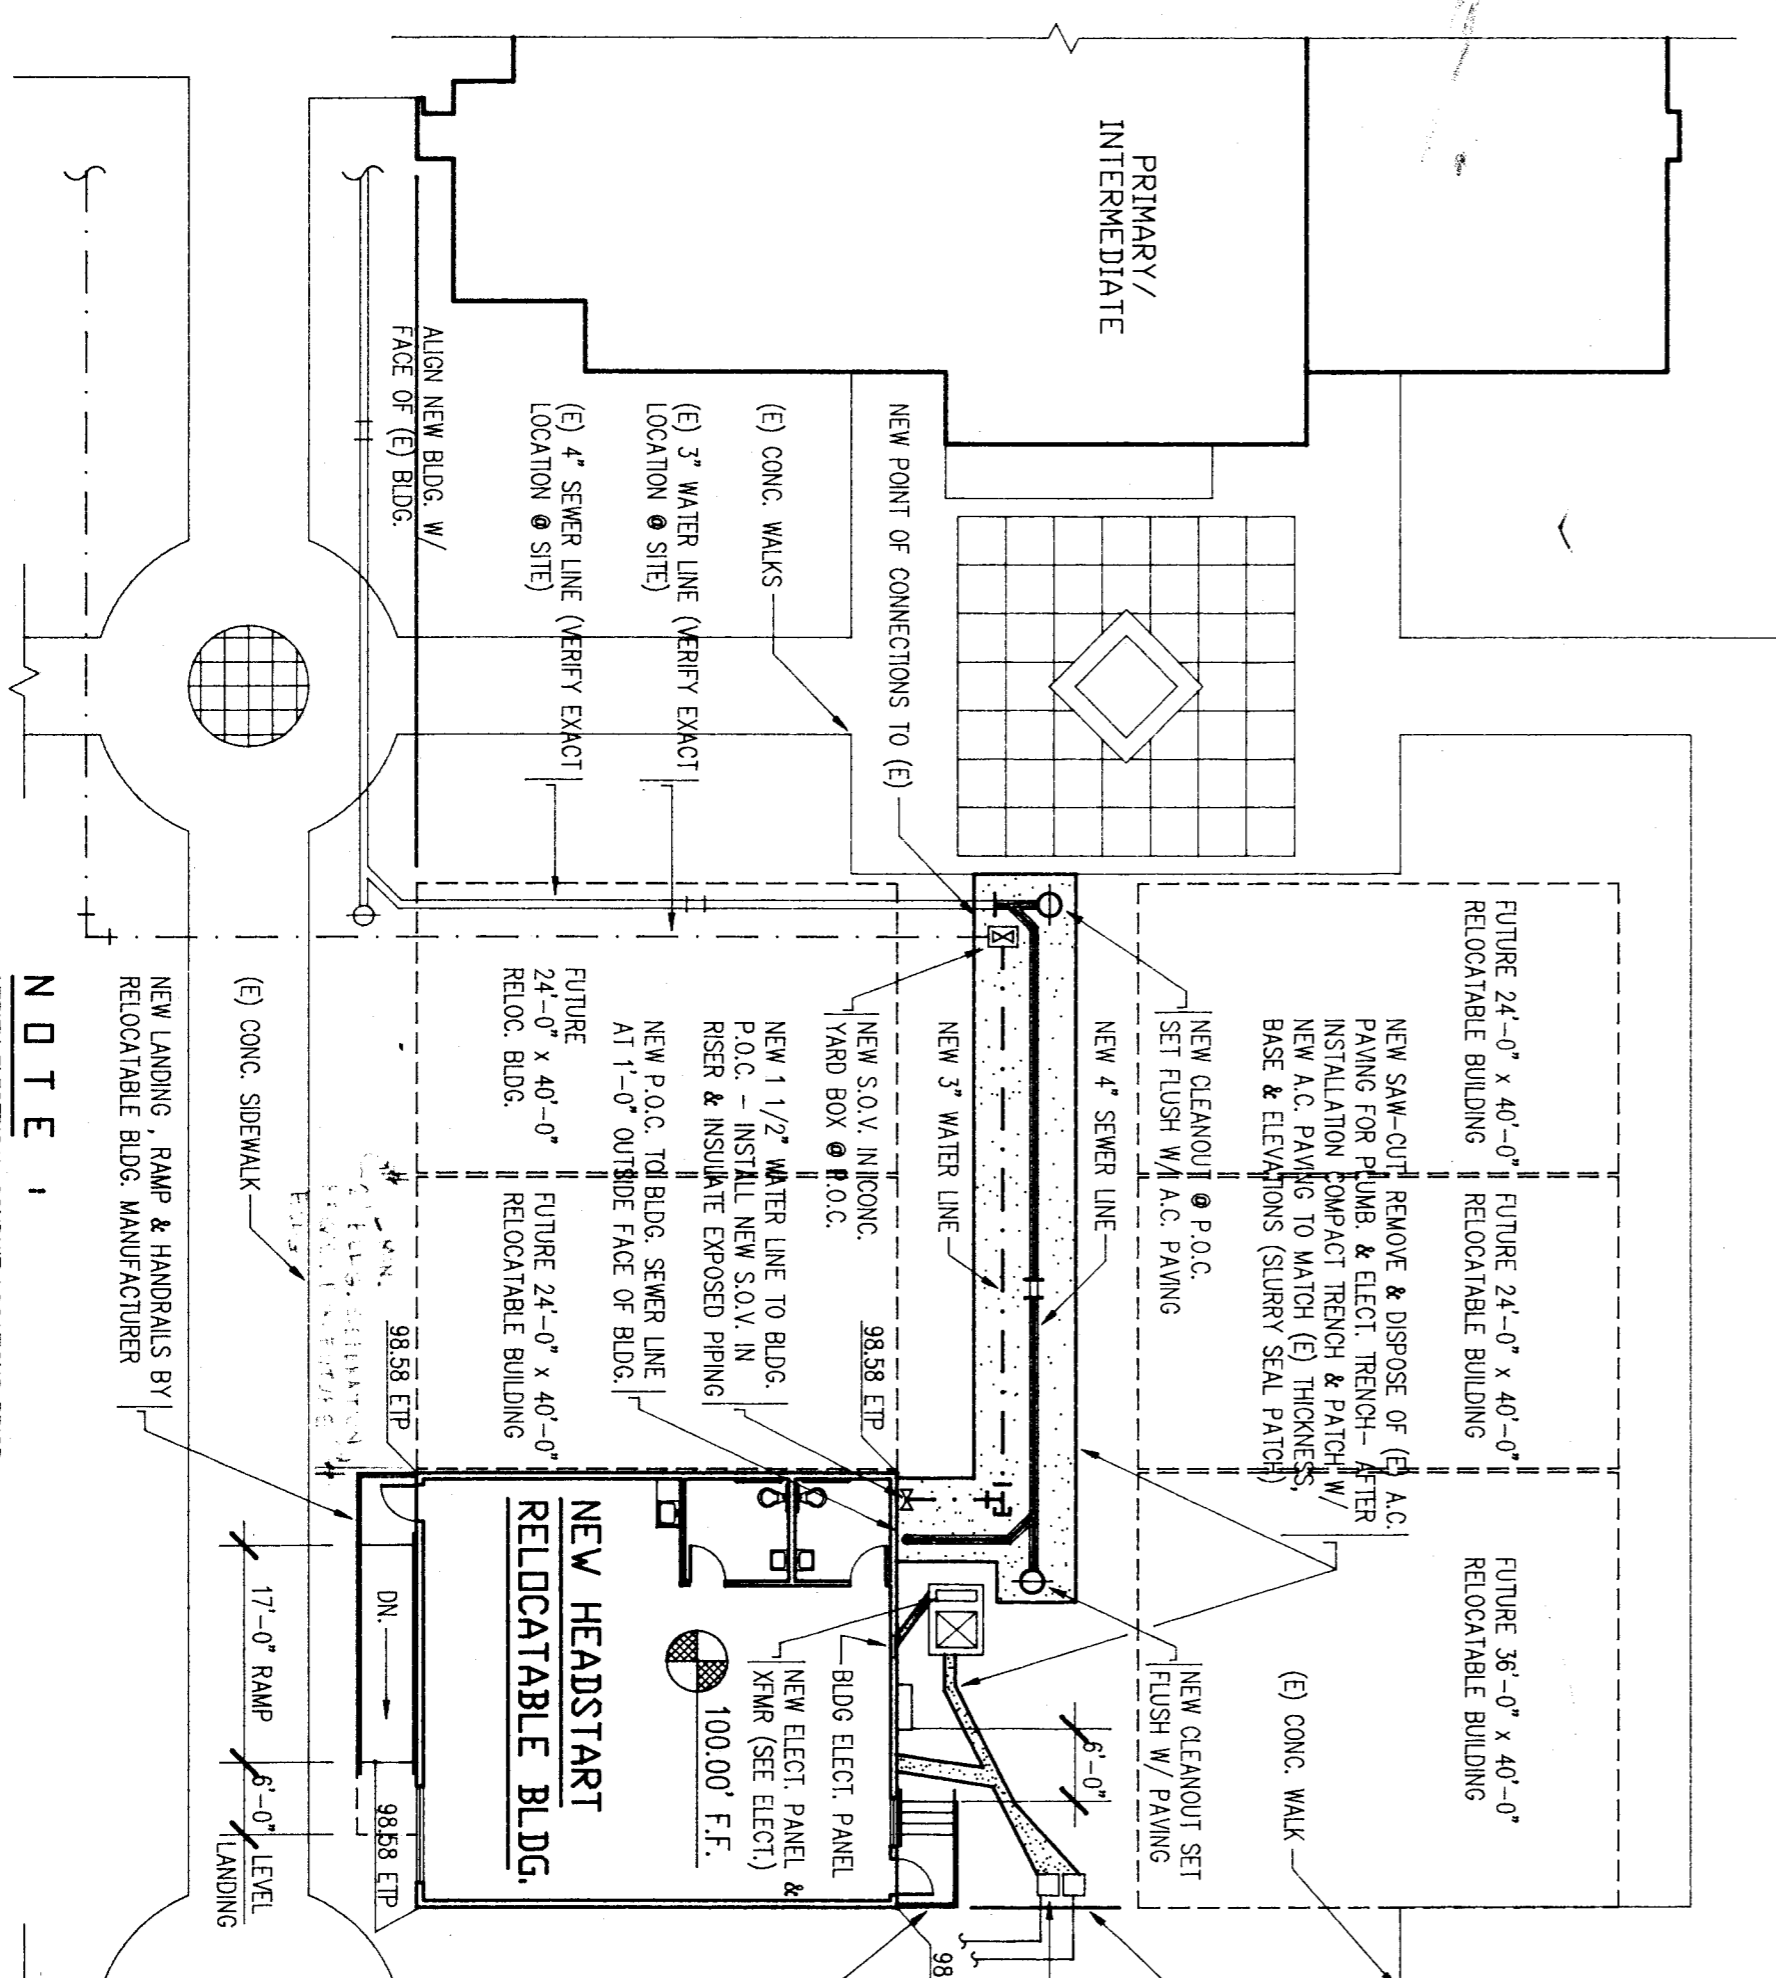 PRIMARY/
INTERMEDIATE
ALIGN NEW BLDG. W/
FACE OF (E) BLDG.
(E) 4" SEWER LINE (VERIFY EXACT
LOCATION @ SITE)
(E) 3" WATER LINE (VERIFY EXACT
LOCATION @ SITE)
(E) CONC. WALKS
NEW POINT OF CONNECTIONS TO (E)
FUTURE 24'-0" x 40'-0"
RELOCATABLE BUILDING
FUTURE 24'-0" x 40'-0"
RELOCATABLE BUILDING
FUTURE 36'-0" x 40'-0"
RELOCATABLE BUILDING
NEW SAW-CUT REMOVE & DISPOSE OF (E) A.C.
PAVING FOR PLUMB. & ELECT. TRENCH- AFTER
INSTALLATION COMPACT TRENCH & PATCH W/
NEW A.C. PAVING TO MATCH (E) THICKNESS,
BASE & ELEVATIONS (SLURRY SEAL PATCH)
NEW CLEANOUT @ P.O.C.
SET FLUSH W/ A.C. PAVING
NEW 4" SEWER LINE
NEW 3" WATER LINE
NEW S.O.V. IN CONC.
YARD BOX @ P.O.C.
NEW 1 1/2" WATER LINE TO BLDG.
P.O.C. - INSTALL NEW S.O.V. IN
RISER & INSULATE EXPOSED PIPING
NEW P.O.C. TO BLDG. SEWER LINE
AT 1'-0" OUTSIDE FACE OF BLDG.
FUTURE
24'-0" x 40'-0"
RELOC. BLDG.
FUTURE 24'-0" x 40'-0"
RELOCATABLE BUILDING
98.58 ETP
98.58 ETP
(E) CONC. SIDEWALK
NEW LANDING , RAMP & HANDRAILS BY
RELOCATABLE BLDG. MANUFACTURER
NOTE :
NEW HEADSTART
RELOCATABLE BLDG.
100.00' F.F.
BLDG ELECT. PANEL
NEW ELECT. PANEL &
XFMR (SEE ELECT.)
NEW CLEANOUT SET
FLUSH W/ PAVING
(E) CONC. WALK
6'-0"
DN.
17'-0" RAMP
6'-0" LEVEL
LANDING
98.58 ETP
98